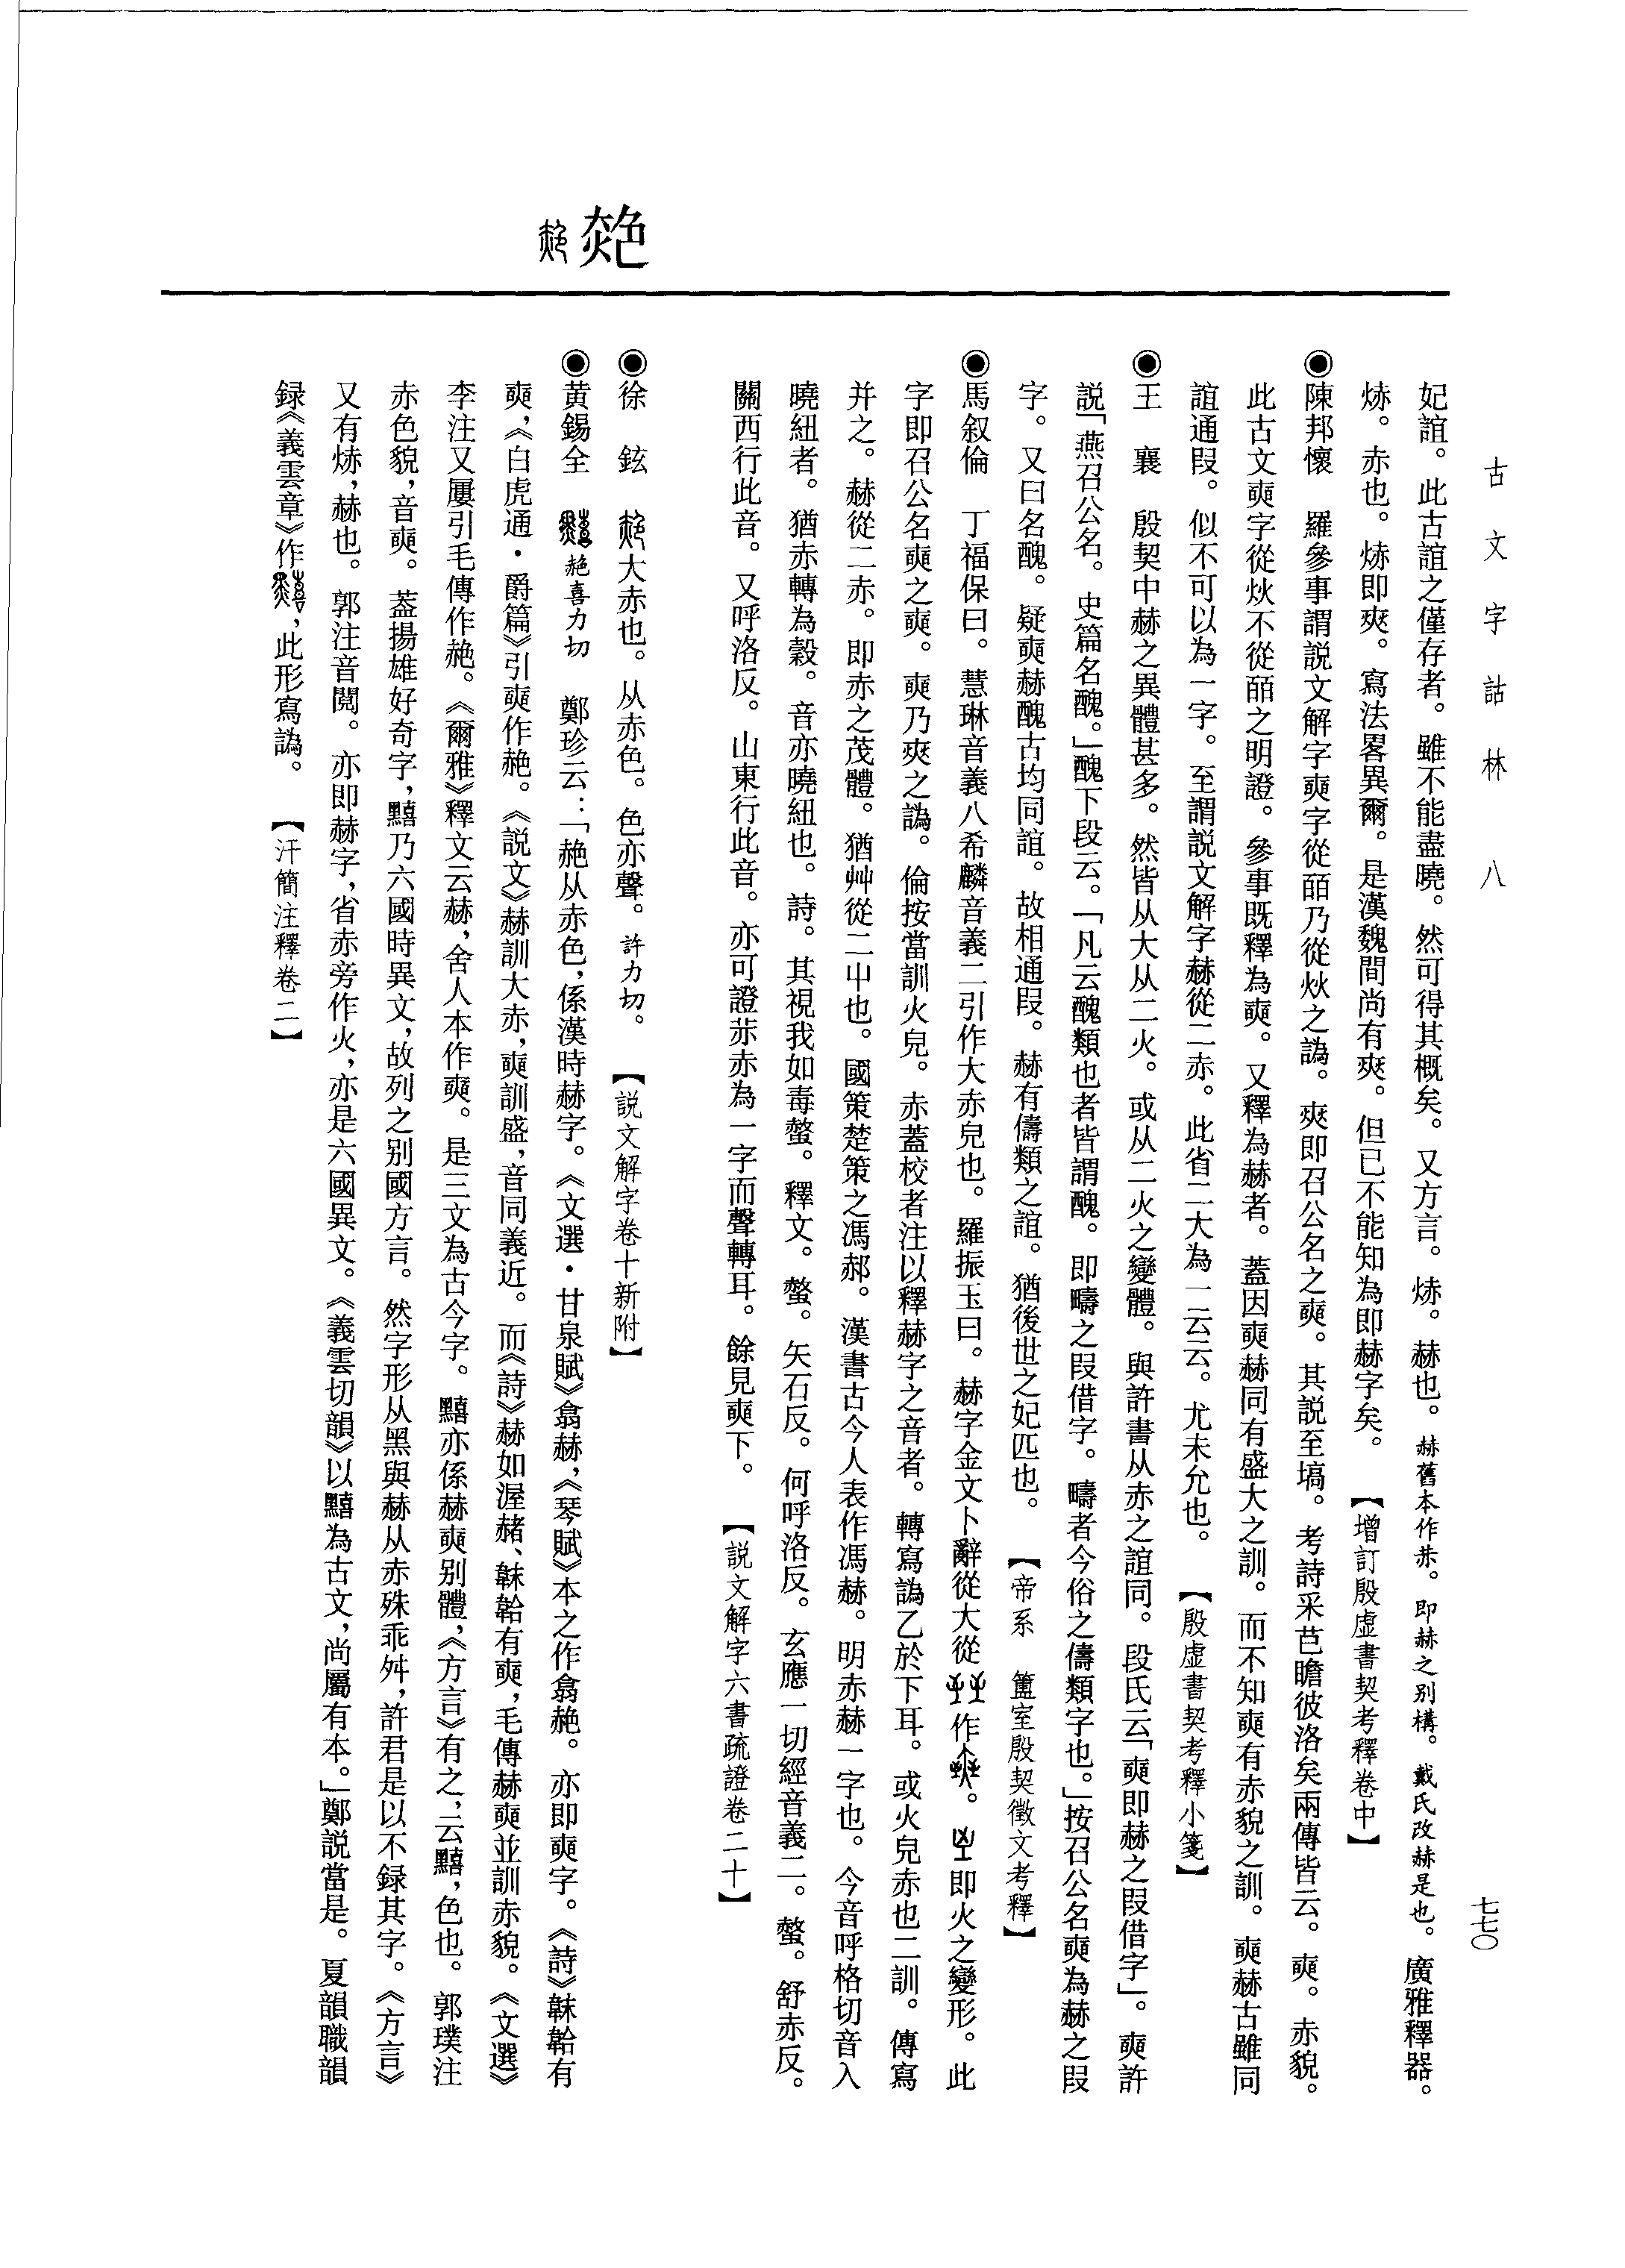 古文字詁林 八
七七〇
赩
妃誼。此古誼之僅存者。雖不能盡曉。然可得其概矣。又方言。焃。赫也。赫舊本作烾。即赫之別構。戴氏改赫是也。廣雅釋器。
焃。赤也。焃即奭。寫法畧異爾。是漢魏間尚有奭。但已不能知為即赫字矣。【增訂殷虛書契考釋卷中】
◉陳邦懷 羅參事謂説文解字奭字從皕乃從炏之譌。奭即召公名之奭。其説至塙。考詩采芑瞻彼洛矣兩傳皆云。奭。赤貌。
此古文奭字從炏不從皕之明證。參事既釋為奭。又釋為赫者。蓋因奭赫同有盛大之訓。而不知奭有赤貌之訓。奭赫古雖同
誼通叚。似不可以為一字。至謂説文解字赫從二赤。此省二大為一云云。尤未允也。【殷虛書契考釋小箋】
◉王 襄 殷契中赫之異體甚多。然皆从大从二火。或从二火之變體。與許書从赤之誼同。段氏云「奭即赫之叚借字」。奭許
説「燕召公名。史篇名醜。」醜下段云。「凡云醜類也者皆謂醜。即疇之叚借字。疇者今俗之儔類字也。」按召公名奭為赫之叚
字。又曰名醜。疑奭赫醜古均同誼。故相通叚。赫有儔類之誼。猶後世之妃匹也。【帝系 簠室殷契徵文考釋】
◉馬叙倫 丁福保曰。慧琳音義八希麟音義二引作大赤皃也。羅振玉曰。赫字金文卜辭從大從作。即火之變形。此
字即召公名奭之奭。奭乃奭之譌。倫按當訓火皃。赤蓋校者注以釋赫字之音者。轉寫譌乙於下耳。或火皃赤也二訓。傳寫
并之。赫從二赤。即赤之茂體。猶艸從二屮也。國策楚策之馮郝。漢書古今人表作馮赫。明赤赫一字也。今音呼格切音入
曉紐者。猶赤轉為㷤。音亦曉紐也。詩。其視我如毒螫。釋文。螫。矢石反。何呼洛反。玄應一切經音義二。螫。舒赤反。
關西行此音。又呼洛反。山東行此音。亦可證赫赤為一字而聲轉耳。餘見奭下。【説文解字六書疏證卷二十】
◉徐 鉉 大赤也。从赤色。色亦聲。許力切。【説文解字卷十新附】
◉黄錫全 赩喜力切 鄭珍云：「赩从赤色，係漢時赫字。《文選·甘泉賦》翕赫，《琴賦》本之作翕赩。亦即奭字。《詩》韎韐有
奭，《白虎通·爵篇》引奭作赩。《説文》赫訓大赤，奭訓盛，音同義近。而《詩》赫如渥赭、韎韐有奭，毛傳赫奭並訓赤貌。《文選》
李注又屢引毛傳作赩。《爾雅》釋文云赫，舍人本作奭。是三文為古今字。䵱亦係赫奭别體，《方言》有之，云䵱，色也。郭璞注
赤色貌，音奭。葢揚雄好奇字，䵱乃六國時異文，故列之别國方言。然字形从黑與赫从赤殊乖舛，許君是以不録其字。《方言》
又有焃，赫也。郭注音閲。亦即赫字，省赤旁作火，亦是六國異文。《義雲切韻》以䵱為古文，尚屬有本。」鄭説當是。夏韻職韻
録《義雲章》作，此形寫譌。【汗簡注釋卷二】